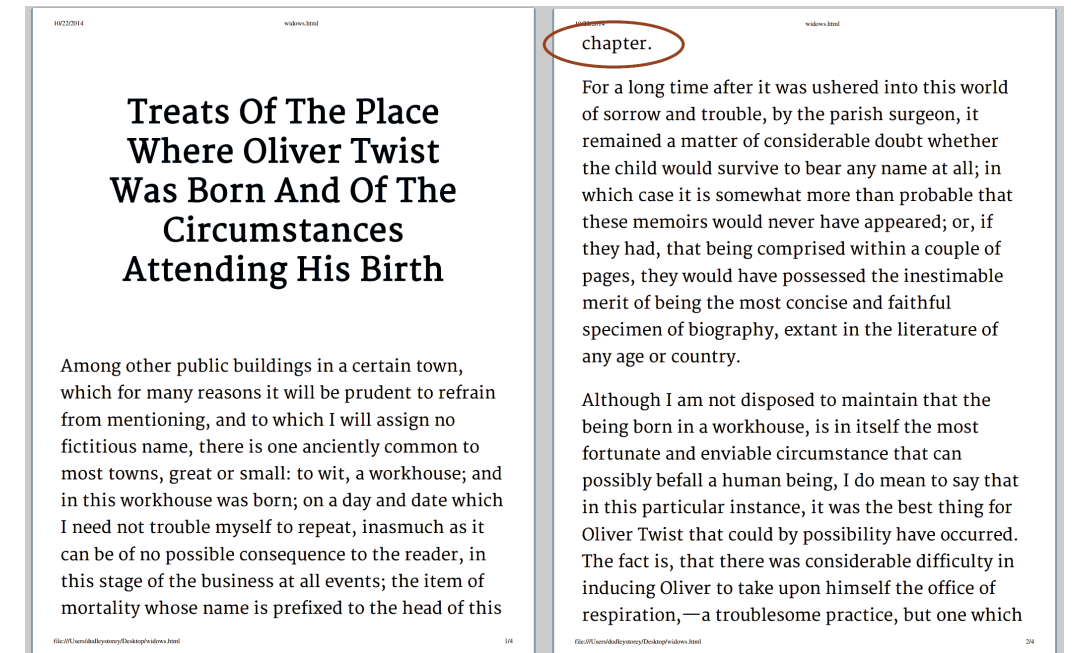 10/22/2014
widows.html
Treats Of The Place
Where Oliver Twist
Was Born And Of The
Circumstances
Attending His Birth
Among other public buildings in a certain town,
which for many reasons it will be prudent to refrain
from mentioning, and to which I will assign no
fictitious name, there is one anciently common to
most towns, great or small: to wit, a workhouse; and
in this workhouse was born; on a day and date which
I need not trouble myself to repeat, inasmuch as it
can be of no possible consequence to the reader, in
this stage of the business at all events; the item of
mortality whose name is prefixed to the head of this
file:///Users/dudleystorey/Desktop/widows.html
1/4
10/22/2014
widows.html
chapter.
For a long time after it was ushered into this world
of sorrow and trouble, by the parish surgeon, it
remained a matter of considerable doubt whether
the child would survive to bear any name at all; in
which case it is somewhat more than probable that
these memoirs would never have appeared; or, if
they had, that being comprised within a couple of
pages, they would have possessed the inestimable
merit of being the most concise and faithful
specimen of biography, extant in the literature of
any age or country.
Although I am not disposed to maintain that the
being born in a workhouse, is in itself the most
fortunate and enviable circumstance that can
possibly befall a human being, I do mean to say that
in this particular instance, it was the best thing for
Oliver Twist that could by possibility have occurred.
The fact is, that there was considerable difficulty in
inducing Oliver to take upon himself the office of
respiration,—a troublesome practice, but one which
file:///Users/dudleystorey/Desktop/widows.html
2/4